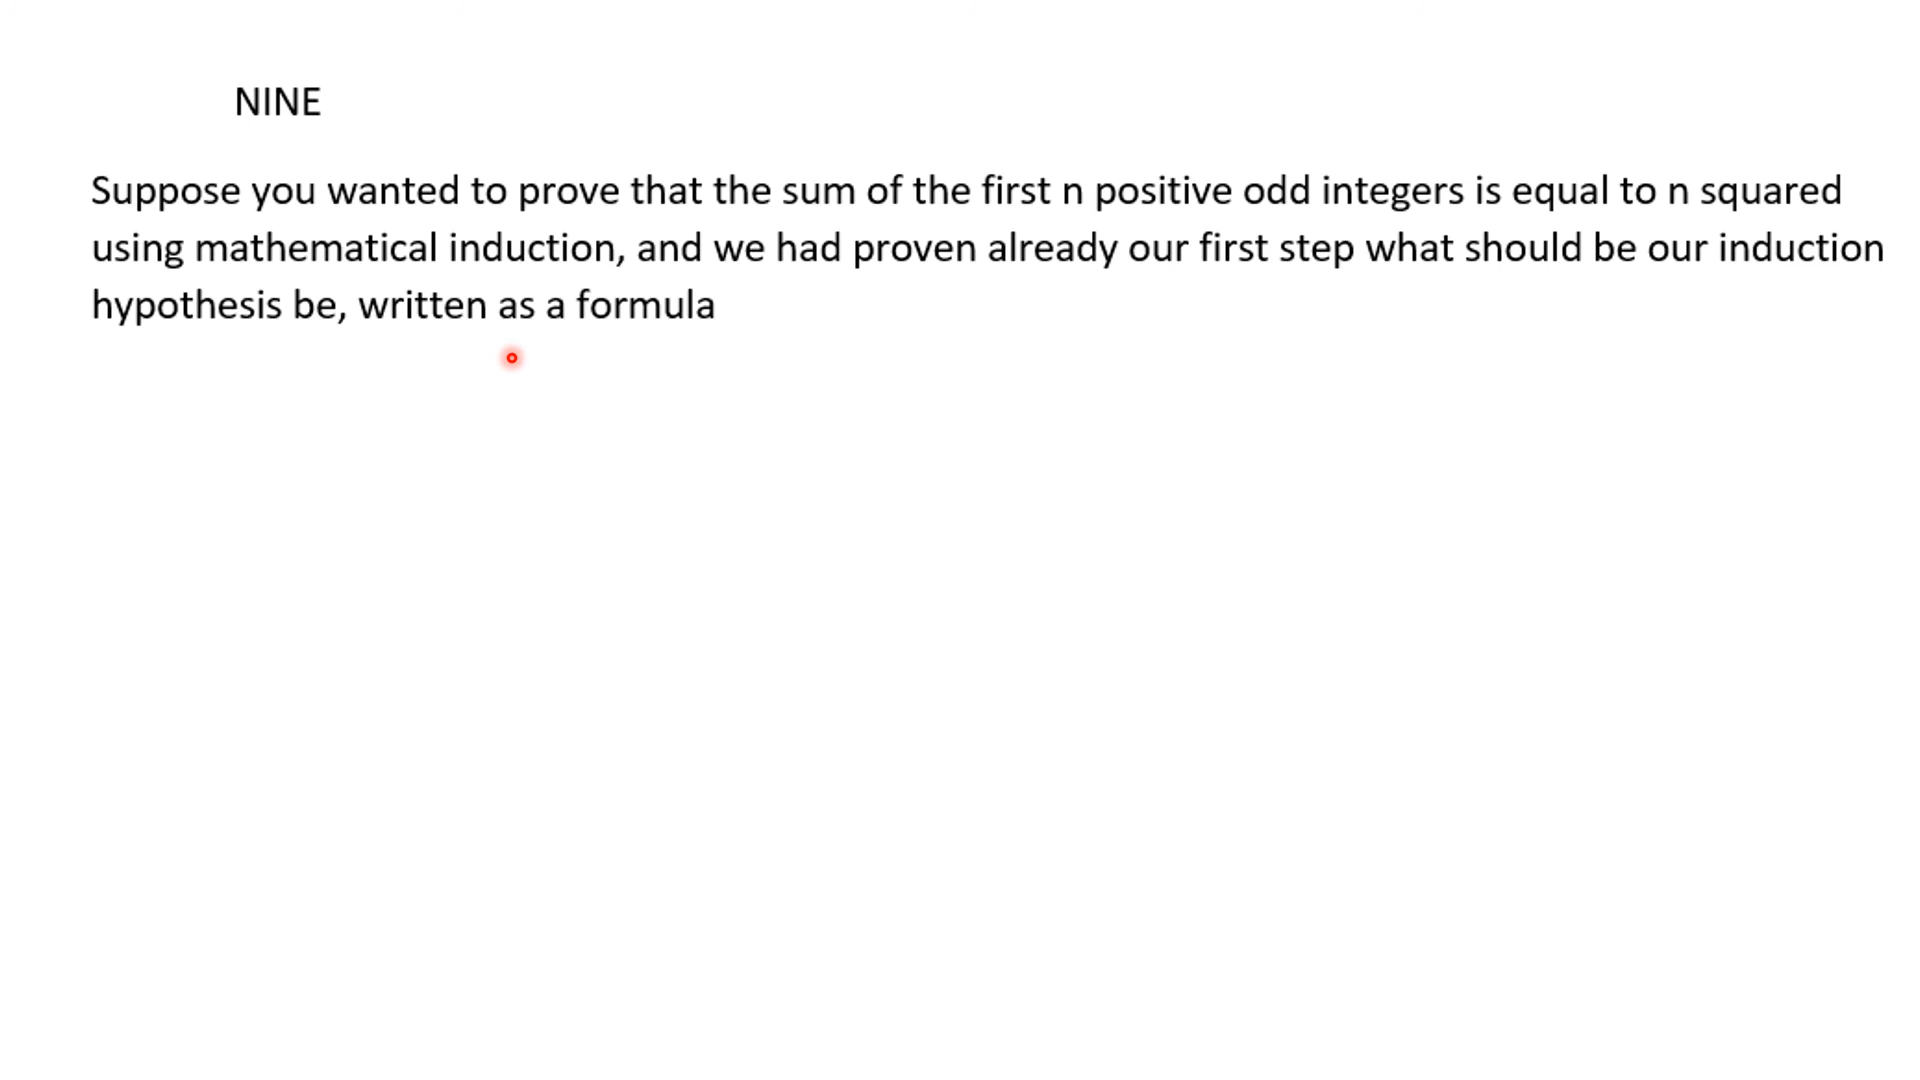 NINE
Suppose you wanted to prove that the sum of the first n positive odd integers is equal to n squared
using mathematical induction, and we had proven already our first step what should be our induction
hypothesis be, written as a formula